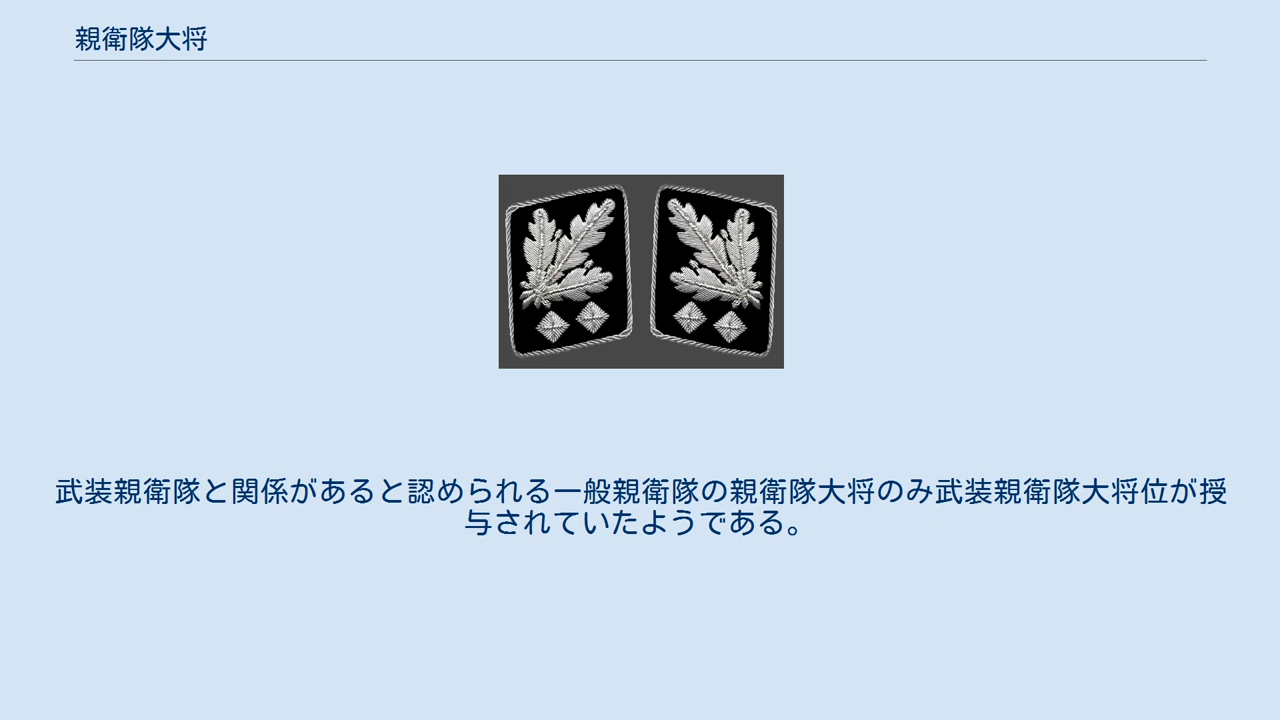 親衛隊大将
武装親衛隊と関係があると認められる一般親衛隊の親衛隊大将のみ武装親衛隊大将位が授
与されていたようである。